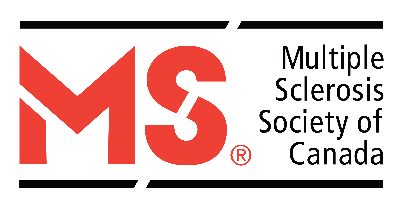 MS®
Multiple
Sclerosis
Society of
Canada